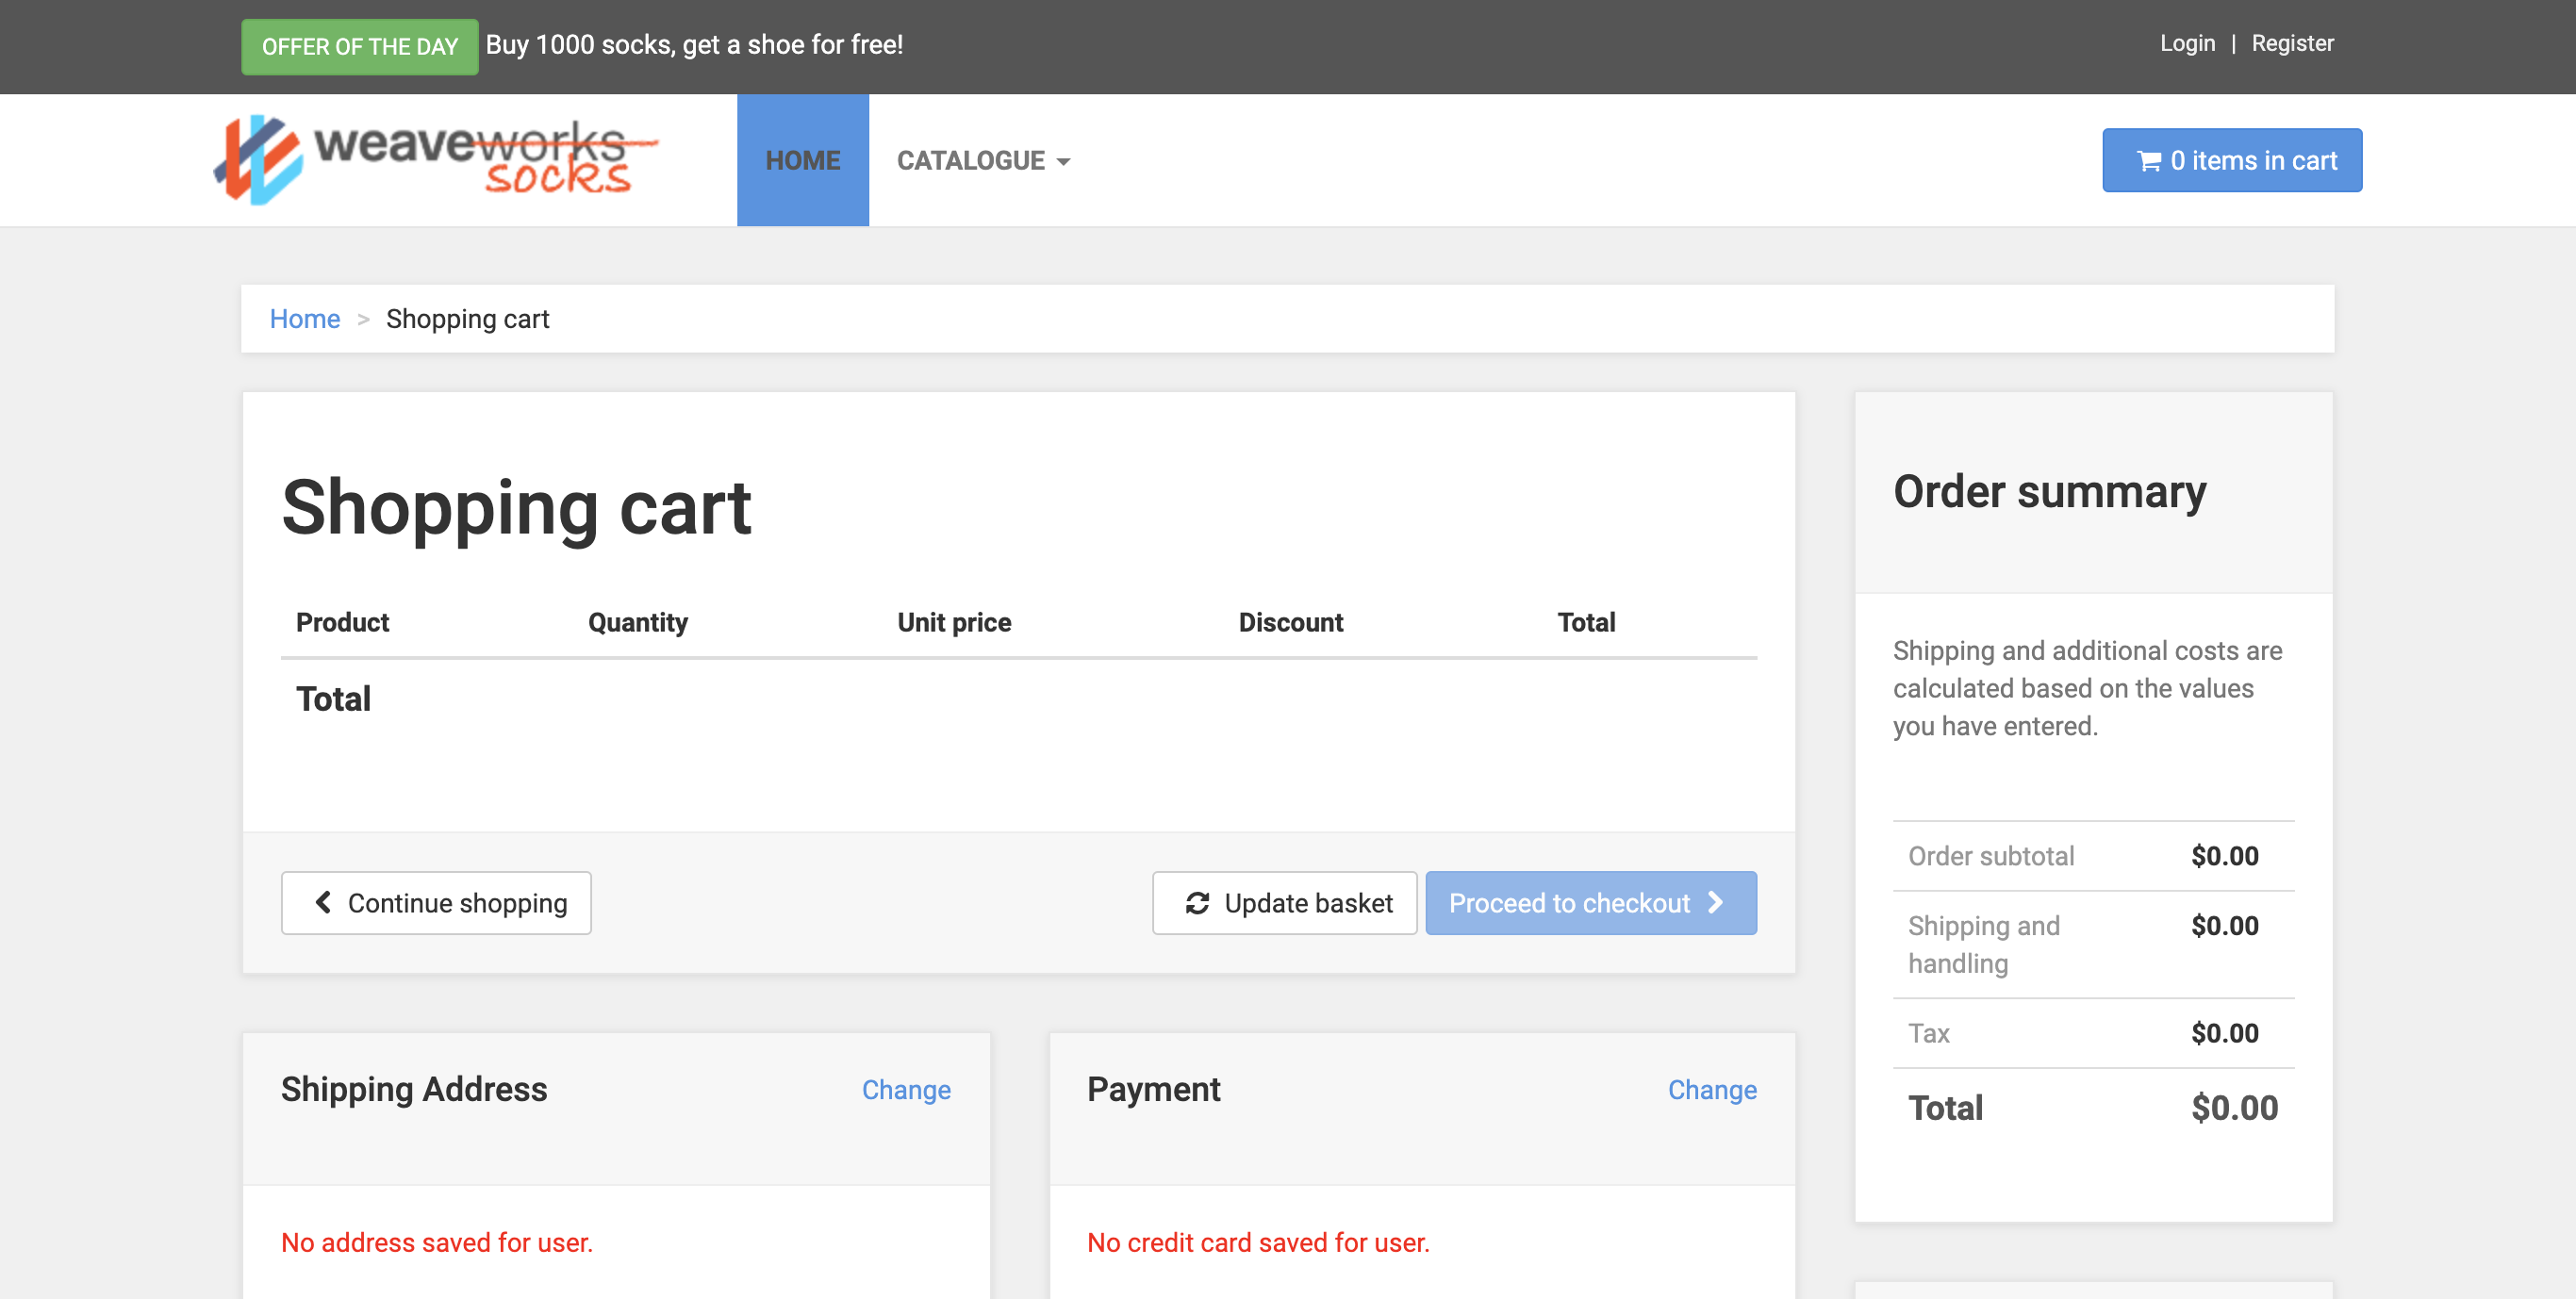 OFFER OF THE DAY Buy 1000 socks, get a shoe for free!
Login | Register
weaveworks
socks
HOME
CATALOGUE
0 items in cart
Home > Shopping cart
Shopping cart
Product Quantity Unit price Discount Total
Total
Continue shopping
Update basket
Proceed to checkout
Order summary
Shipping and additional costs are
calculated based on the values
you have entered.
Order subtotal $0.00
Shipping and $0.00
handling
Tax $0.00
Total $0.00
Shipping Address Change
No address saved for user.
Payment Change
No credit card saved for user.